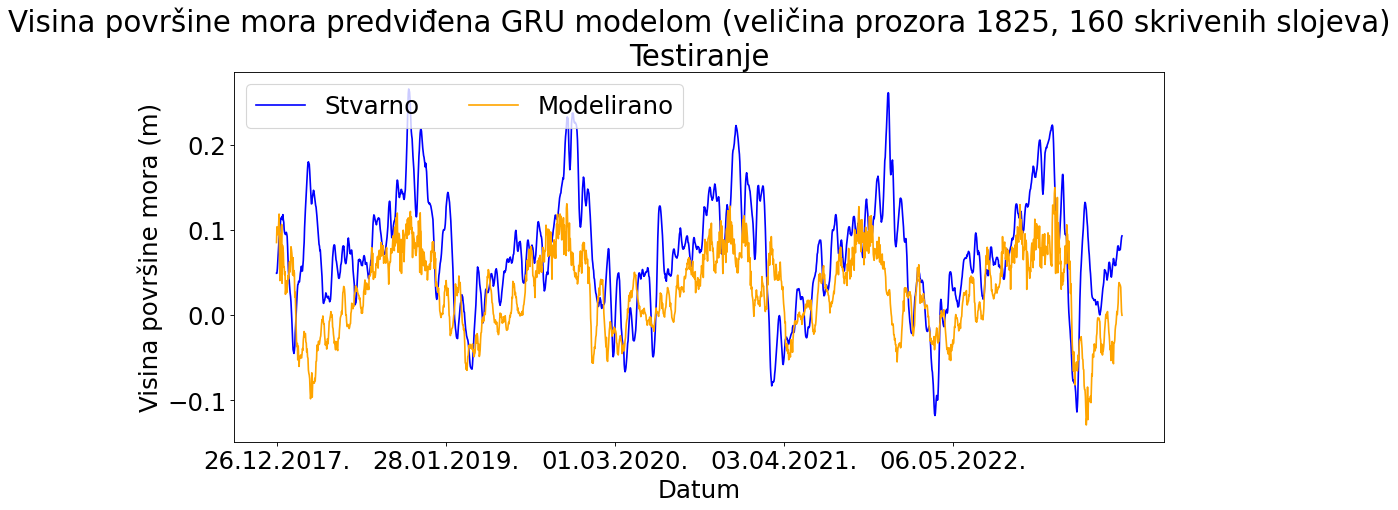 Visina površine mora predviđena GRU modelom (veličina prozora 1825, 160 skrivenih slojeva)
Testiranje
Stvarno Modelirano
Visina površine mora (m)
0.2
0.1
0.0
−0.1
26.12.2017. 28.01.2019. 01.03.2020. 03.04.2021. 06.05.2022.
Datum